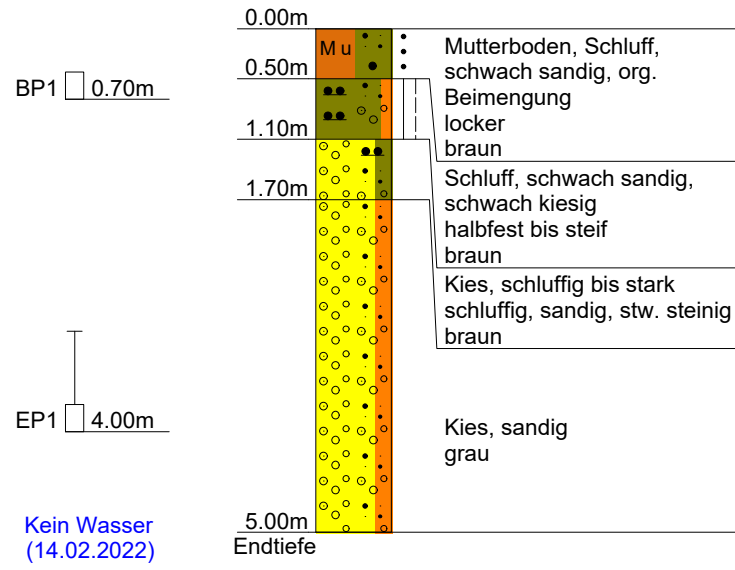 0.00m
Mu
Mutterboden, Schluff,
schwach sandig, org.
Beimengung
locker
braun
0.50m
BP1 0.70m
1.10m
Schluff, schwach sandig,
schwach kiesig
halbfest bis steif
braun
1.70m
Kies, schluffig bis stark
schluffig, sandig, stw. steinig
braun
EP1 4.00m
Kies, sandig
grau
Kein Wasser
(14.02.2022)
5.00m
Endtiefe